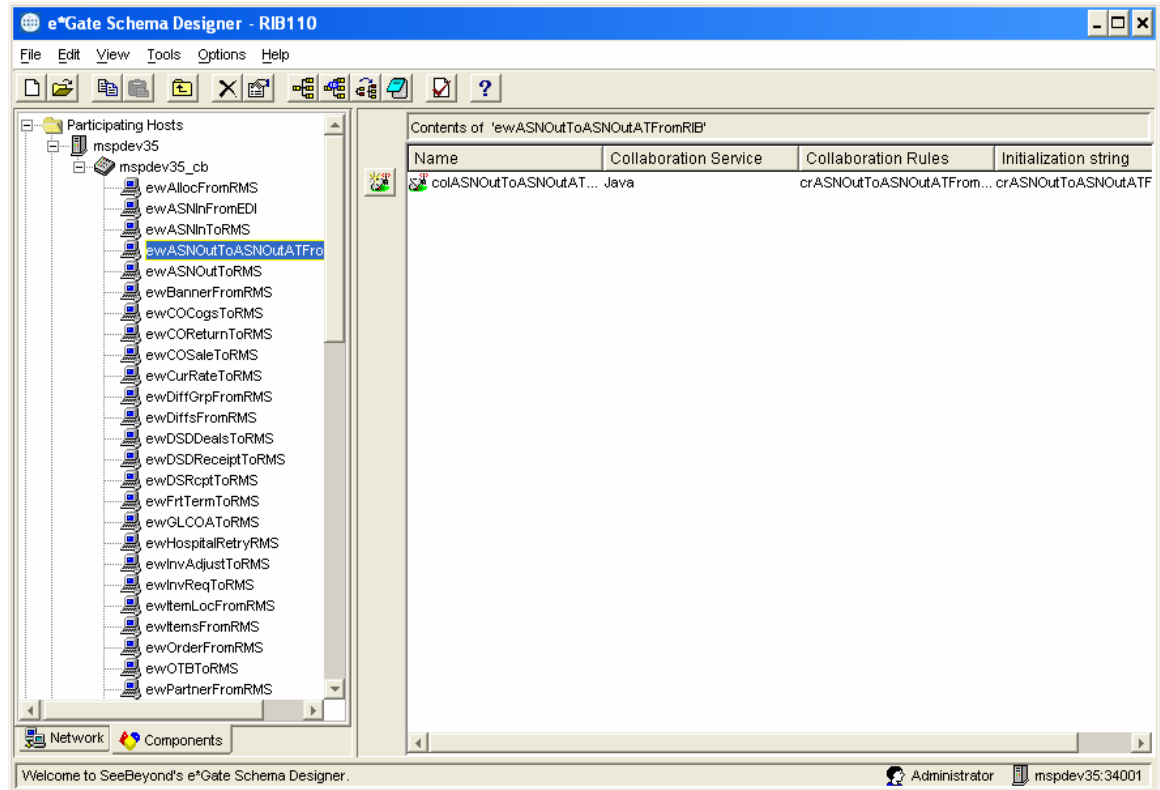 e*Gate Schema Designer - RIB110
File Edit View Tools Options Help
Participating Hosts
mspdev35
mspdev35_cb
ewAllocFromRMS
ewASNInFromEDI
ewASNInToRMS
ewASNOutToASNOutATFro
ewASNOutToRMS
ewBannerFromRMS
ewCOCogsToRMS
ewCOReturnToRMS
ewCOSaleToRMS
ewCurRateToRMS
ewDiffGrpFromRMS
ewDiffsFromRMS
ewDSDDealsToRMS
ewDSDReceiptToRMS
ewDSRcptToRMS
ewFrtTermToRMS
ewGLCOAToRMS
ewHospitalRetryRMS
ewInvAdjustToRMS
ewInvReqToRMS
ewItemLocFromRMS
ewItemsFromRMS
ewOrderFromRMS
ewOTBToRMS
ewPartnerFromRMS
Network Components
Contents of 'ewASNOutToASNOutATFromRIB'
Name Collaboration Service Collaboration Rules Initialization string
colASNOutToASNOutAT... Java crASNOutToASNOutATFrom... crASNOutToASNOutATF
Welcome to SeeBeyond's e*Gate Schema Designer. Administrator mspdev35:34001